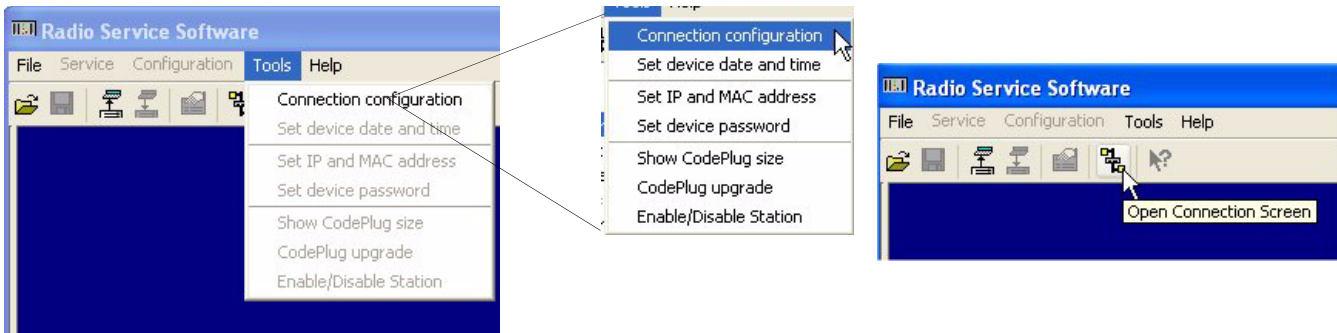 Radio Service Software
File Service Configuration Tools Help
Connection configuration
Set device date and time
Set IP and MAC address
Set device password
Show CodePlug size
CodePlug upgrade
Enable/Disable Station
Tools Help
Connection configuration
Set device date and time
Set IP and MAC address
Set device password
Show CodePlug size
CodePlug upgrade
Enable/Disable Station
Radio Service Software
File Service Configuration Tools Help
Open Connection Screen